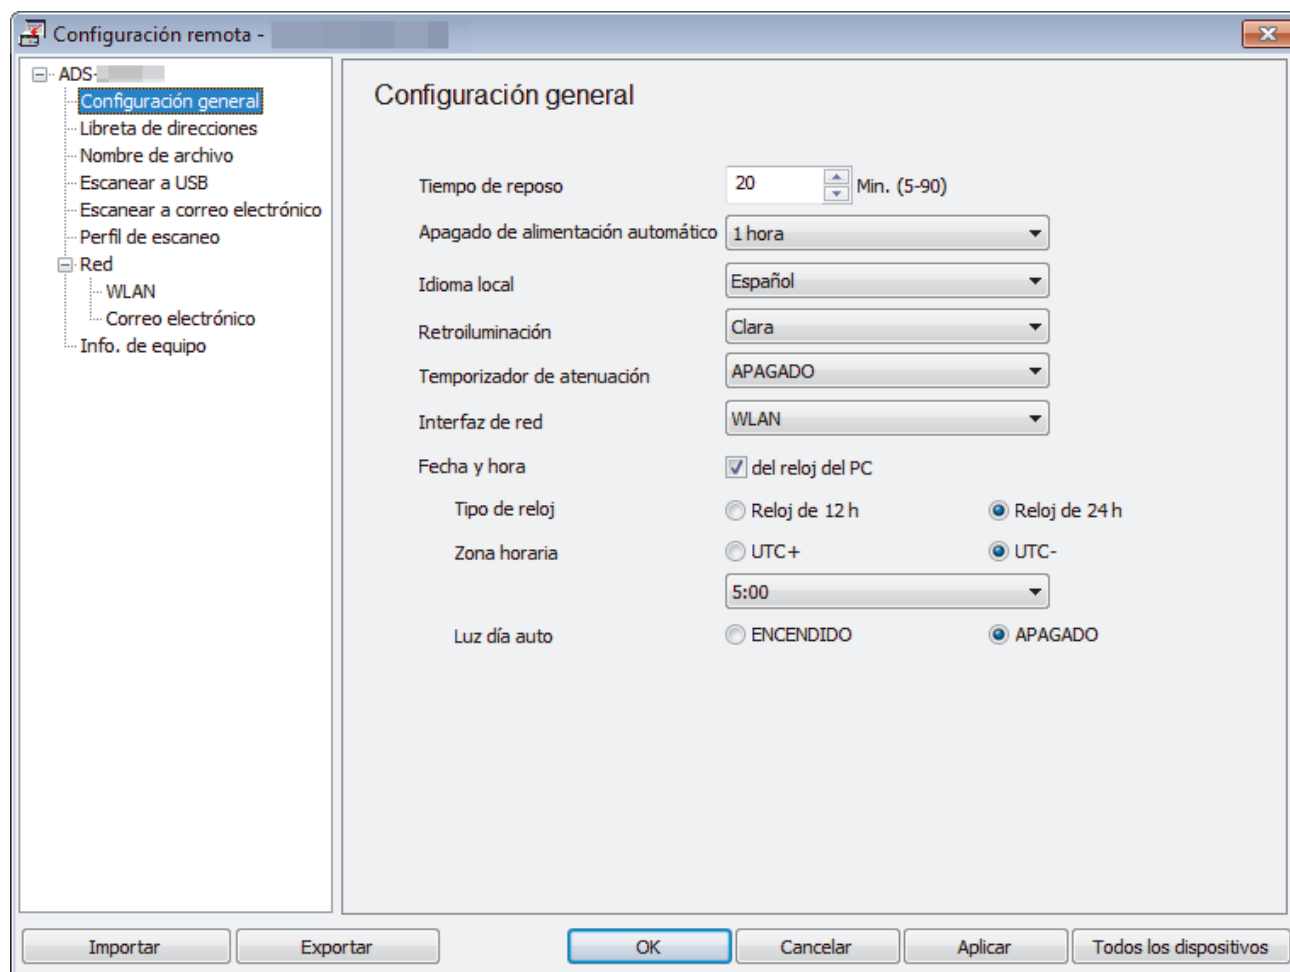 Configuración remota -
ADS-
Configuración general
Libreta de direcciones
Nombre de archivo
Escanear a USB
Escanear a correo electrónico
Perfil de escaneo
Red
WLAN
Correo electrónico
Info. de equipo
Configuración general
Tiempo de reposo 20 Min. (5-90)
Apagado de alimentación automático 1 hora
Idioma local Español
Retroiluminación Clara
Temporizador de atenuación APAGADO
Interfaz de red WLAN
Fecha y hora del reloj del PC
Tipo de reloj Reloj de 12 h Reloj de 24 h
Zona horaria UTC+ UTC-
5:00
Luz día auto ENCENDIDO APAGADO
Importar Exportar OK Cancelar Aplicar Todos los dispositivos